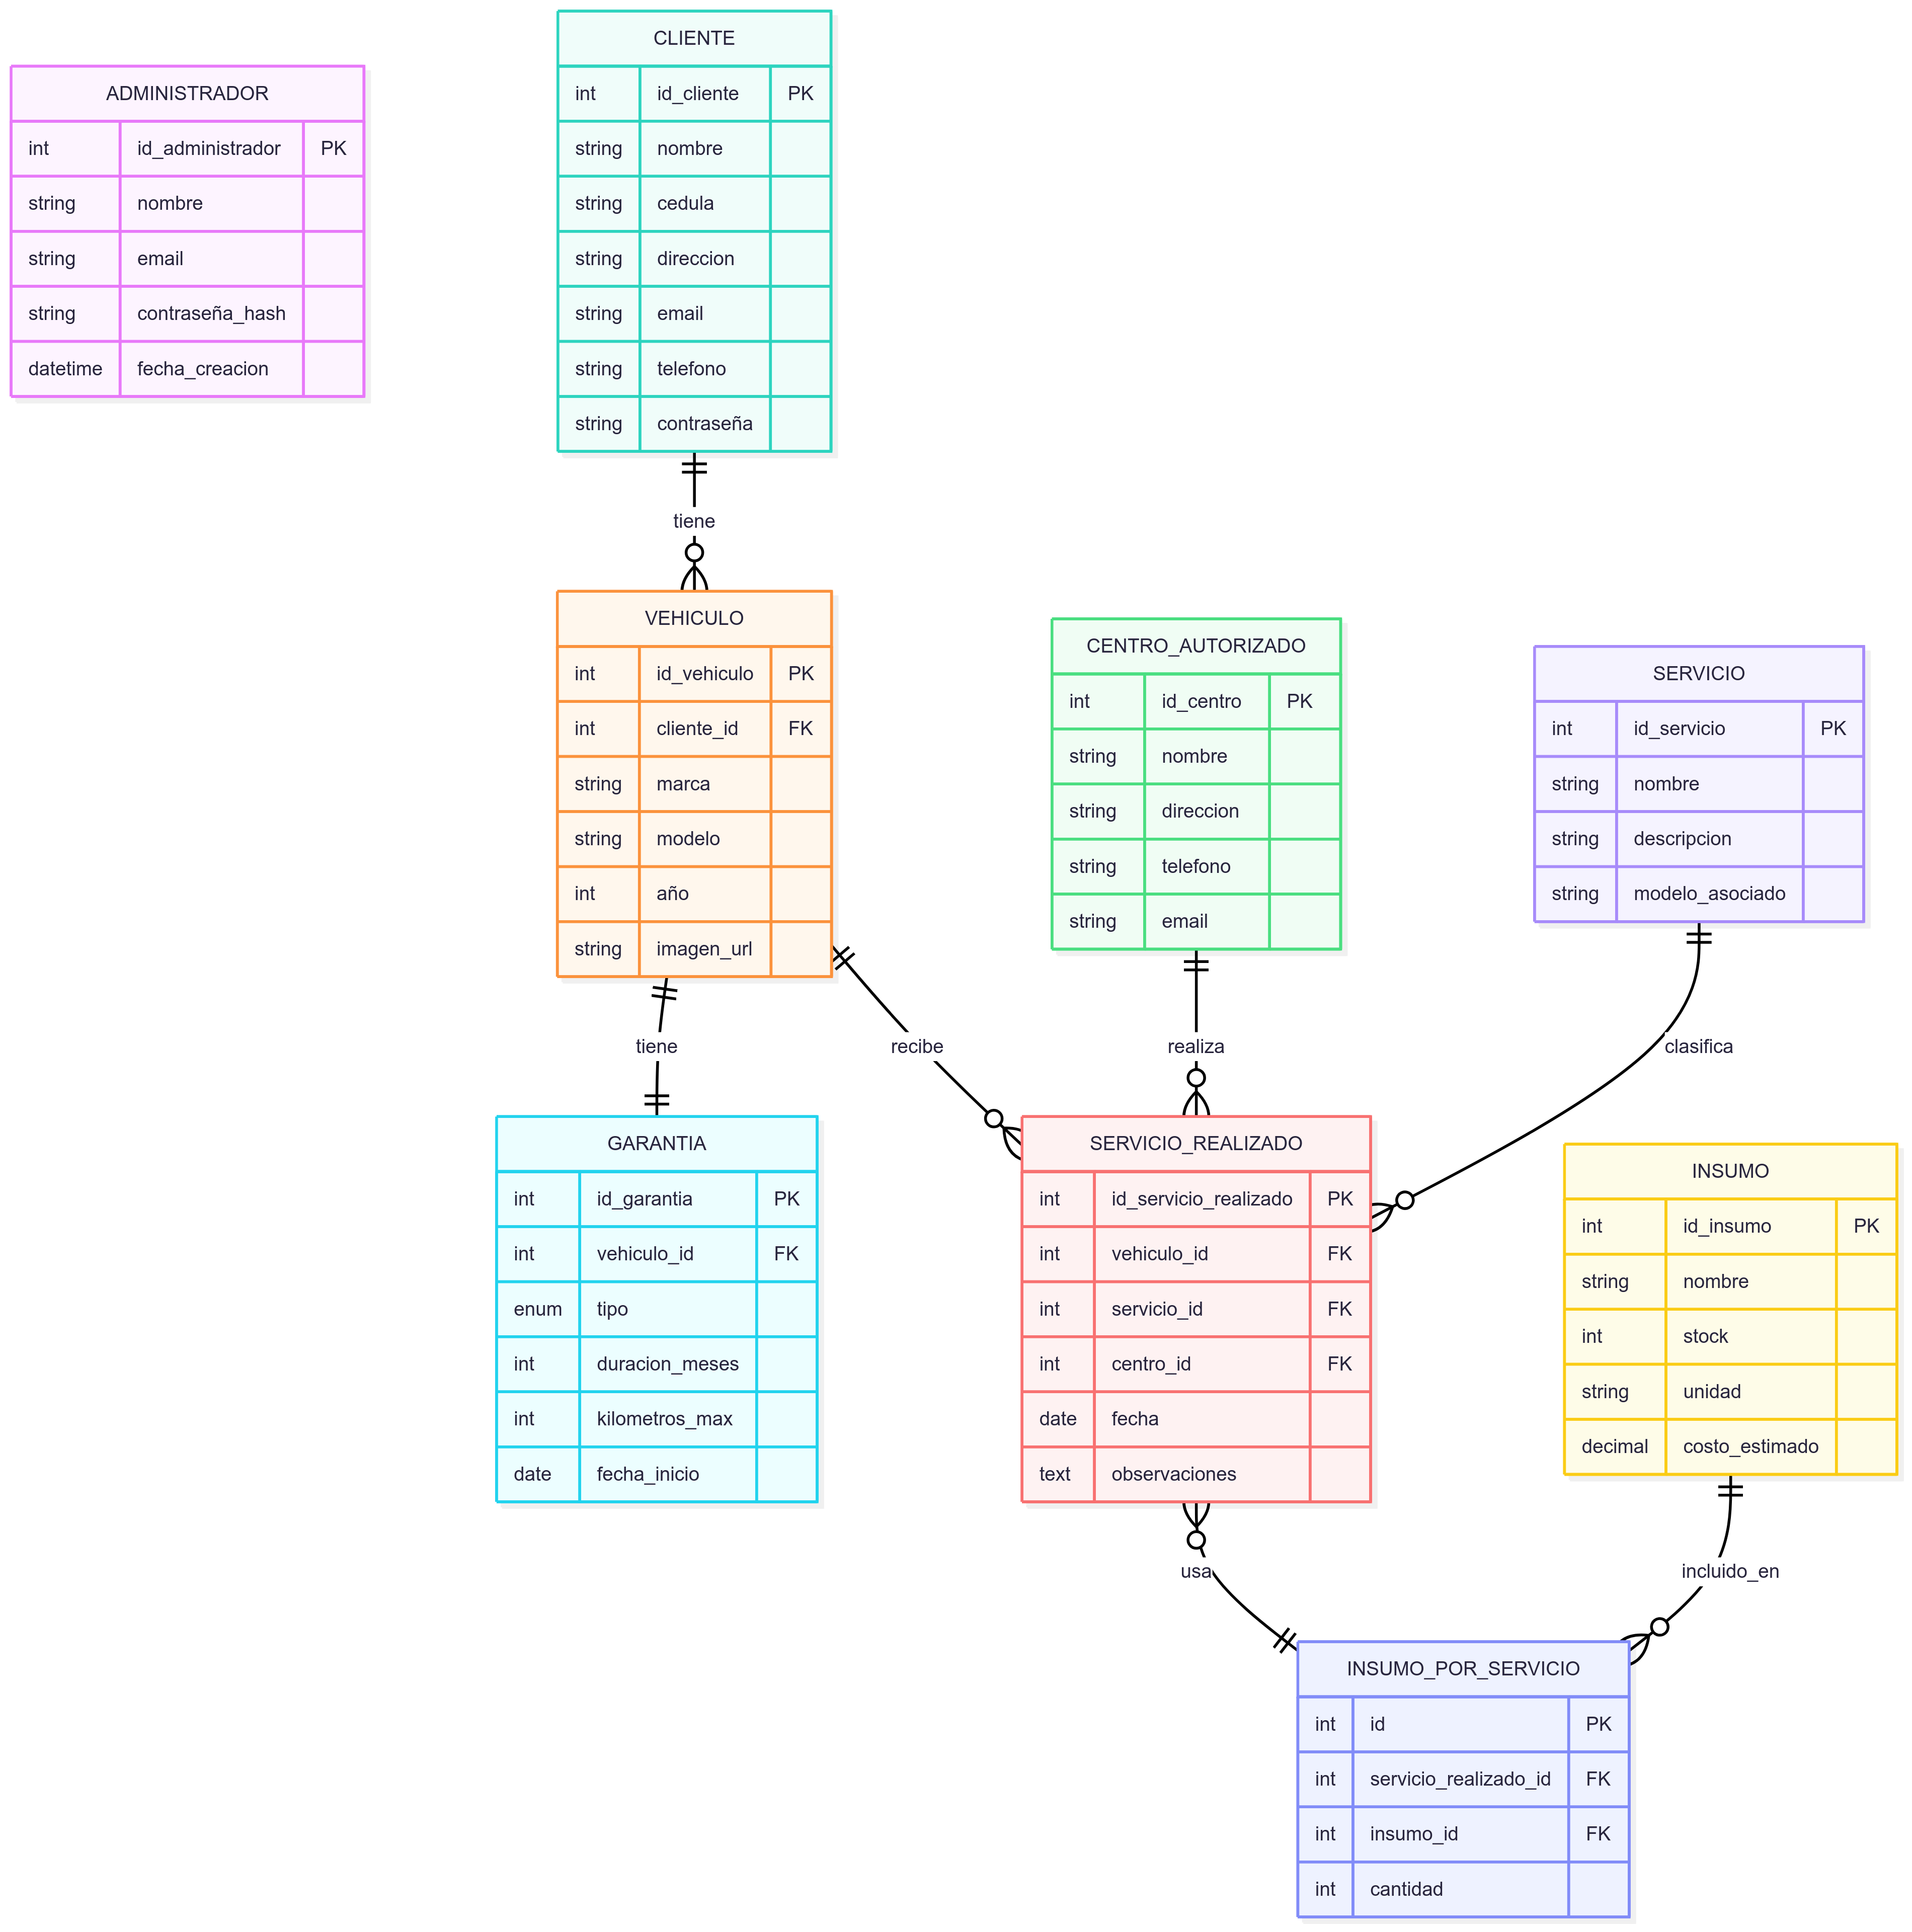 ADMINISTRADOR
int id_administrador PK
string nombre
string email
string contraseña_hash
datetime fecha_creacion
CLIENTE
int id_cliente PK
string nombre
string cedula
string direccion
string email
string telefono
string contraseña
tiene
VEHICULO
int id_vehiculo PK
int cliente_id FK
string marca
string modelo
int año
string imagen_url
CENTRO_AUTORIZADO
int id_centro PK
string nombre
string direccion
string telefono
string email
SERVICIO
int id_servicio PK
string nombre
string descripcion
string modelo_asociado
tiene
recibe
realiza
clasifica
GARANTIA
int id_garantia PK
int vehiculo_id FK
enum tipo
int duracion_meses
int kilometros_max
date fecha_inicio
SERVICIO_REALIZADO
int id_servicio_realizado PK
int vehiculo_id FK
int servicio_id FK
int centro_id FK
date fecha
text observaciones
INSUMO
int id_insumo PK
string nombre
int stock
string unidad
decimal costo_estimado
usa
incluido_en
INSUMO_POR_SERVICIO
int id PK
int servicio_realizado_id FK
int insumo_id FK
int cantidad